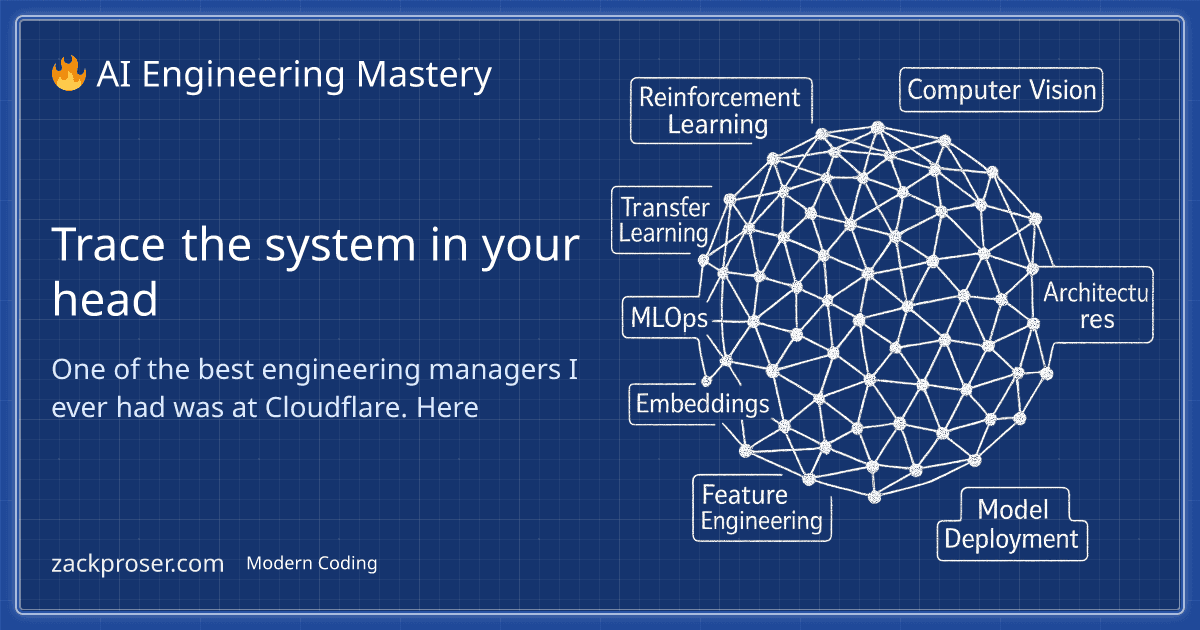 🔥 AI Engineering Mastery
Trace the system in your
head
One of the best engineering managers I
ever had was at Cloudflare. Here
zackproser.com Modern Coding
Reinforcement
Learning
Computer Vision
Transfer
Learning
MLOps
Architectu
res
Embeddings
Feature
Engineering
Model
Deployment